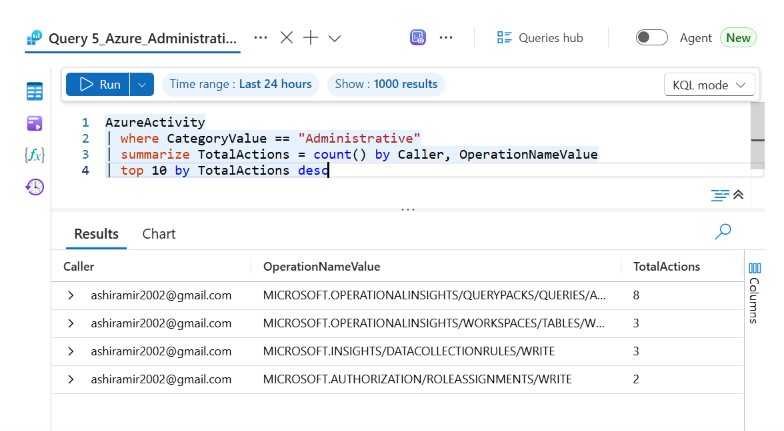 Query 5_Azure_Administrati... ··· Queries hub Agent New
Run Time range : Last 24 hours Show : 1000 results KQL mode
1 AzureActivity
2 | where CategoryValue == "Administrative"
3 | summarize TotalActions = count() by Caller, OperationNameValue
4 | top 10 by TotalActions desc
Results Chart
Caller OperationNameValue TotalActions
ashiramir2002@gmail.com MICROSOFT.OPERATIONALINSIGHTS/QUERYPACKS/QUERIES/A... 8
ashiramir2002@gmail.com MICROSOFT.OPERATIONALINSIGHTS/WORKSPACES/TABLES/W... 3
ashiramir2002@gmail.com MICROSOFT.INSIGHTS/DATACOLLECTIONRULES/WRITE 3
ashiramir2002@gmail.com MICROSOFT.AUTHORIZATION/ROLEASSIGNMENTS/WRITE 2
Columns